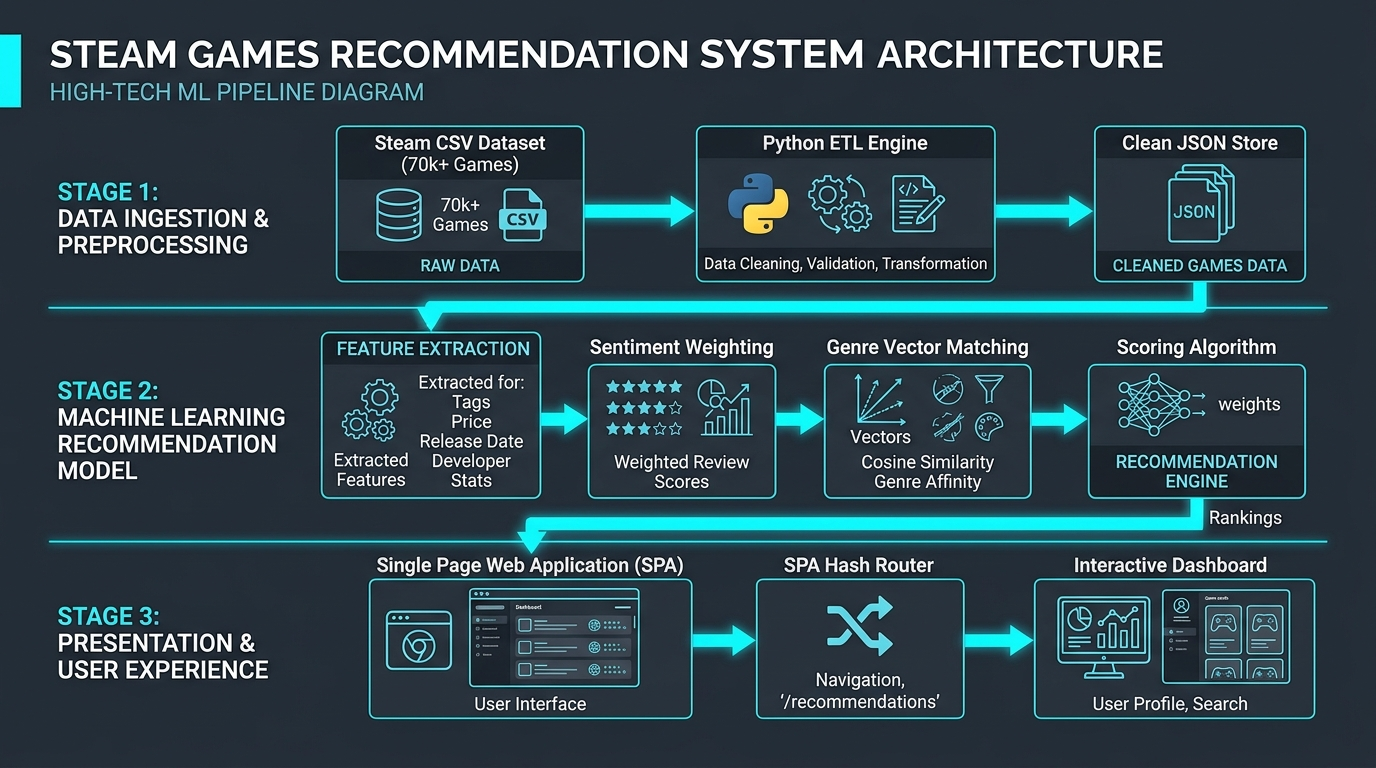 STEAM GAMES RECOMMENDATION SYSTEM ARCHITECTURE
HIGH-TECH ML PIPELINE DIAGRAM
STAGE 1:
DATA INGESTION &
PREPROCESSING
Steam CSV Dataset
(70k+ Games)
70k+
Games
CSV
RAW DATA
Python ETL Engine
</>
Data Cleaning, Validation, Transformation
Clean JSON Store
JSON
CLEANED GAMES DATA
STAGE 2:
MACHINE LEARNING
RECOMMENDATION
MODEL
FEATURE EXTRACTION
Extracted
Features
Extracted for:
Tags
Price
Release Date
Developer
Stats
Sentiment Weighting
Weighted Review
Scores
Genre Vector Matching
Vectors
Cosine Similarity
Genre Affinity
Scoring Algorithm
weights
RECOMMENDATION
ENGINE
Rankings
STAGE 3:
PRESENTATION &
USER EXPERIENCE
Single Page Web Application (SPA)
Dashboard
User Interface
SPA Hash Router
Navigation,
‘/recommendations’
Interactive Dashboard
User Profile, Search